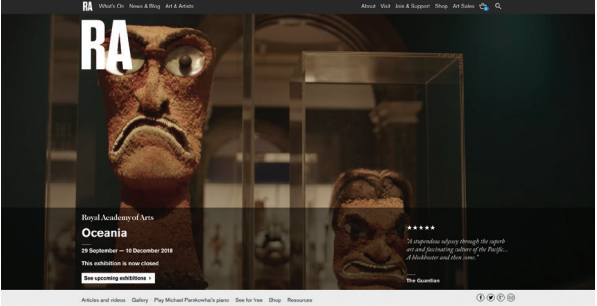 RA What's On News & Blog Art & Artists About Visit Join & Support Shop Art Sales
RA
Royal Academy of Arts
Oceania
29 September — 10 December 2018
This exhibition is now closed
See upcoming exhibitions >
★★★★★
"A stupendous odyssey through the superb
art and fascinating culture of the Pacific...
A blockbuster and then some."
The Guardian
Articles and videos Gallery Play Michael Parekowhai's piano See for free Shop Resources